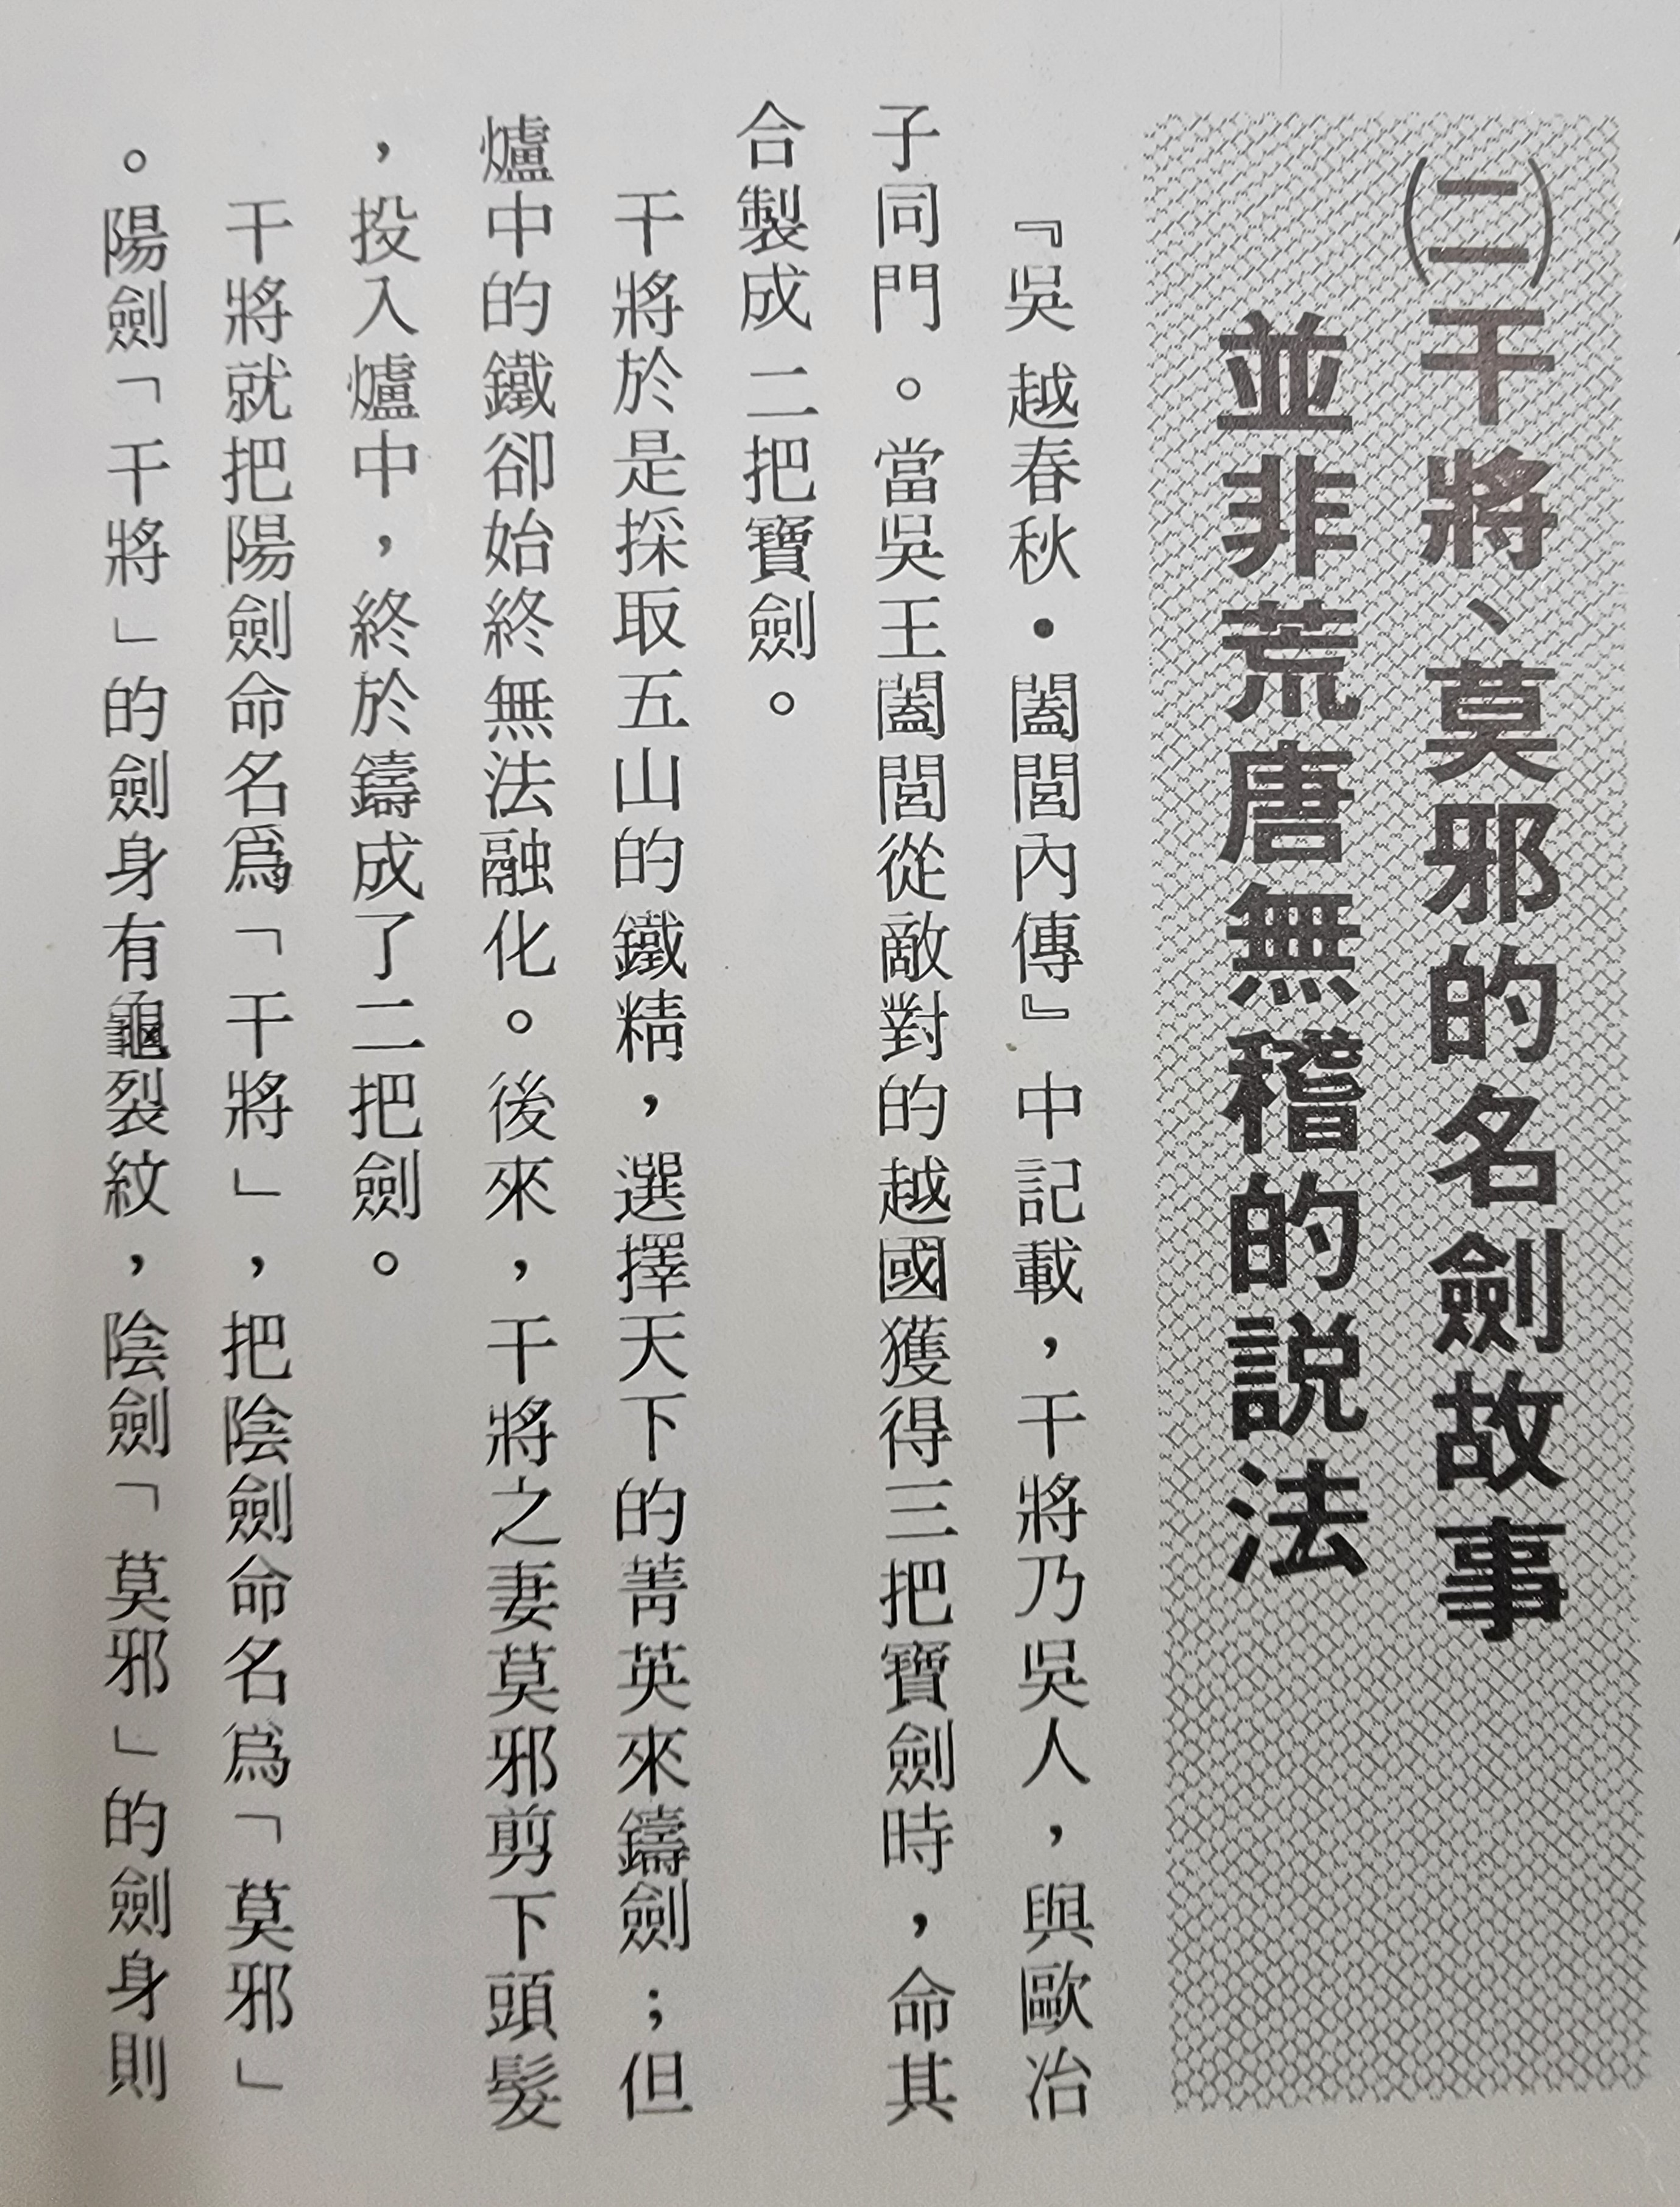 ㈡干將、莫邪的名劍故事
並非荒唐無稽的說法
『吳越春秋•闔閭內傳』中記載，干將乃吳人，與歐冶
子同門。當吳王闔閭從敵對的越國獲得三把寶劍時，命其
合製成二把寶劍。
干將於是採取五山的鐵精，選擇天下的菁英來鑄劍；但
爐中的鐵卻始終無法融化。後來，干將之妻莫邪剪下頭髮
，投入爐中，終於鑄成了二把劍。
干將就把陽劍命名爲「干將」，把陰劍命名爲「莫邪」
。陽劍「干將」的劍身有龜裂紋，陰劍「莫邪」的劍身則